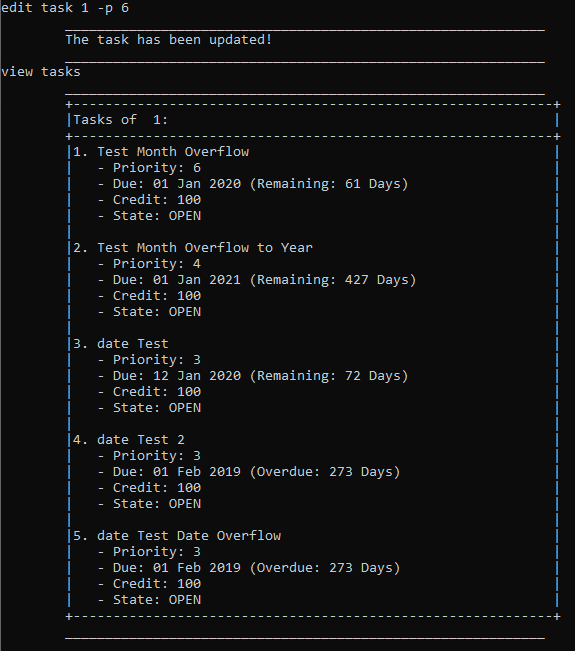 edit task 1 -p 6
____________________________________________________________
The task has been updated!
____________________________________________________________
view tasks
____________________________________________________________
+------------------------------------------------------------+
|Tasks of  1:                                                |
+------------------------------------------------------------+
|1. Test Month Overflow                                      |
|   - Priority: 6                                            |
|   - Due: 01 Jan 2020 (Remaining: 61 Days)                  |
|   - Credit: 100                                            |
|   - State: OPEN                                            |
|                                                            |
|2. Test Month Overflow to Year                              |
|   - Priority: 4                                            |
|   - Due: 01 Jan 2021 (Remaining: 427 Days)                 |
|   - Credit: 100                                            |
|   - State: OPEN                                            |
|                                                            |
|3. date Test                                                |
|   - Priority: 3                                            |
|   - Due: 12 Jan 2020 (Remaining: 72 Days)                  |
|   - Credit: 100                                            |
|   - State: OPEN                                            |
|                                                            |
|4. date Test 2                                              |
|   - Priority: 3                                            |
|   - Due: 01 Feb 2019 (Overdue: 273 Days)                   |
|   - Credit: 100                                            |
|   - State: OPEN                                            |
|                                                            |
|5. date Test Date Overflow                                  |
|   - Priority: 3                                            |
|   - Due: 01 Feb 2019 (Overdue: 273 Days)                   |
|   - Credit: 100                                            |
|   - State: OPEN                                            |
+------------------------------------------------------------+
____________________________________________________________